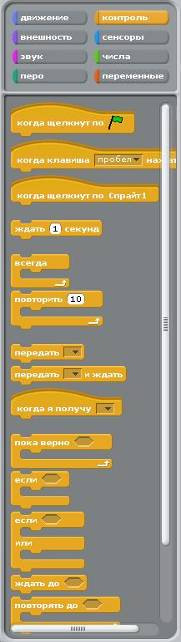 движение контроль
внешность сенсоры
звук числа
перо переменные
когда щелкнут по
когда клавиша пробел
когда щелкнут по Спрайт1
ждать 1 секунд
всегда
повторить 10
передать
передать и ждать
когда я получу
пока верно
если
если
или
ждать до
повторять до